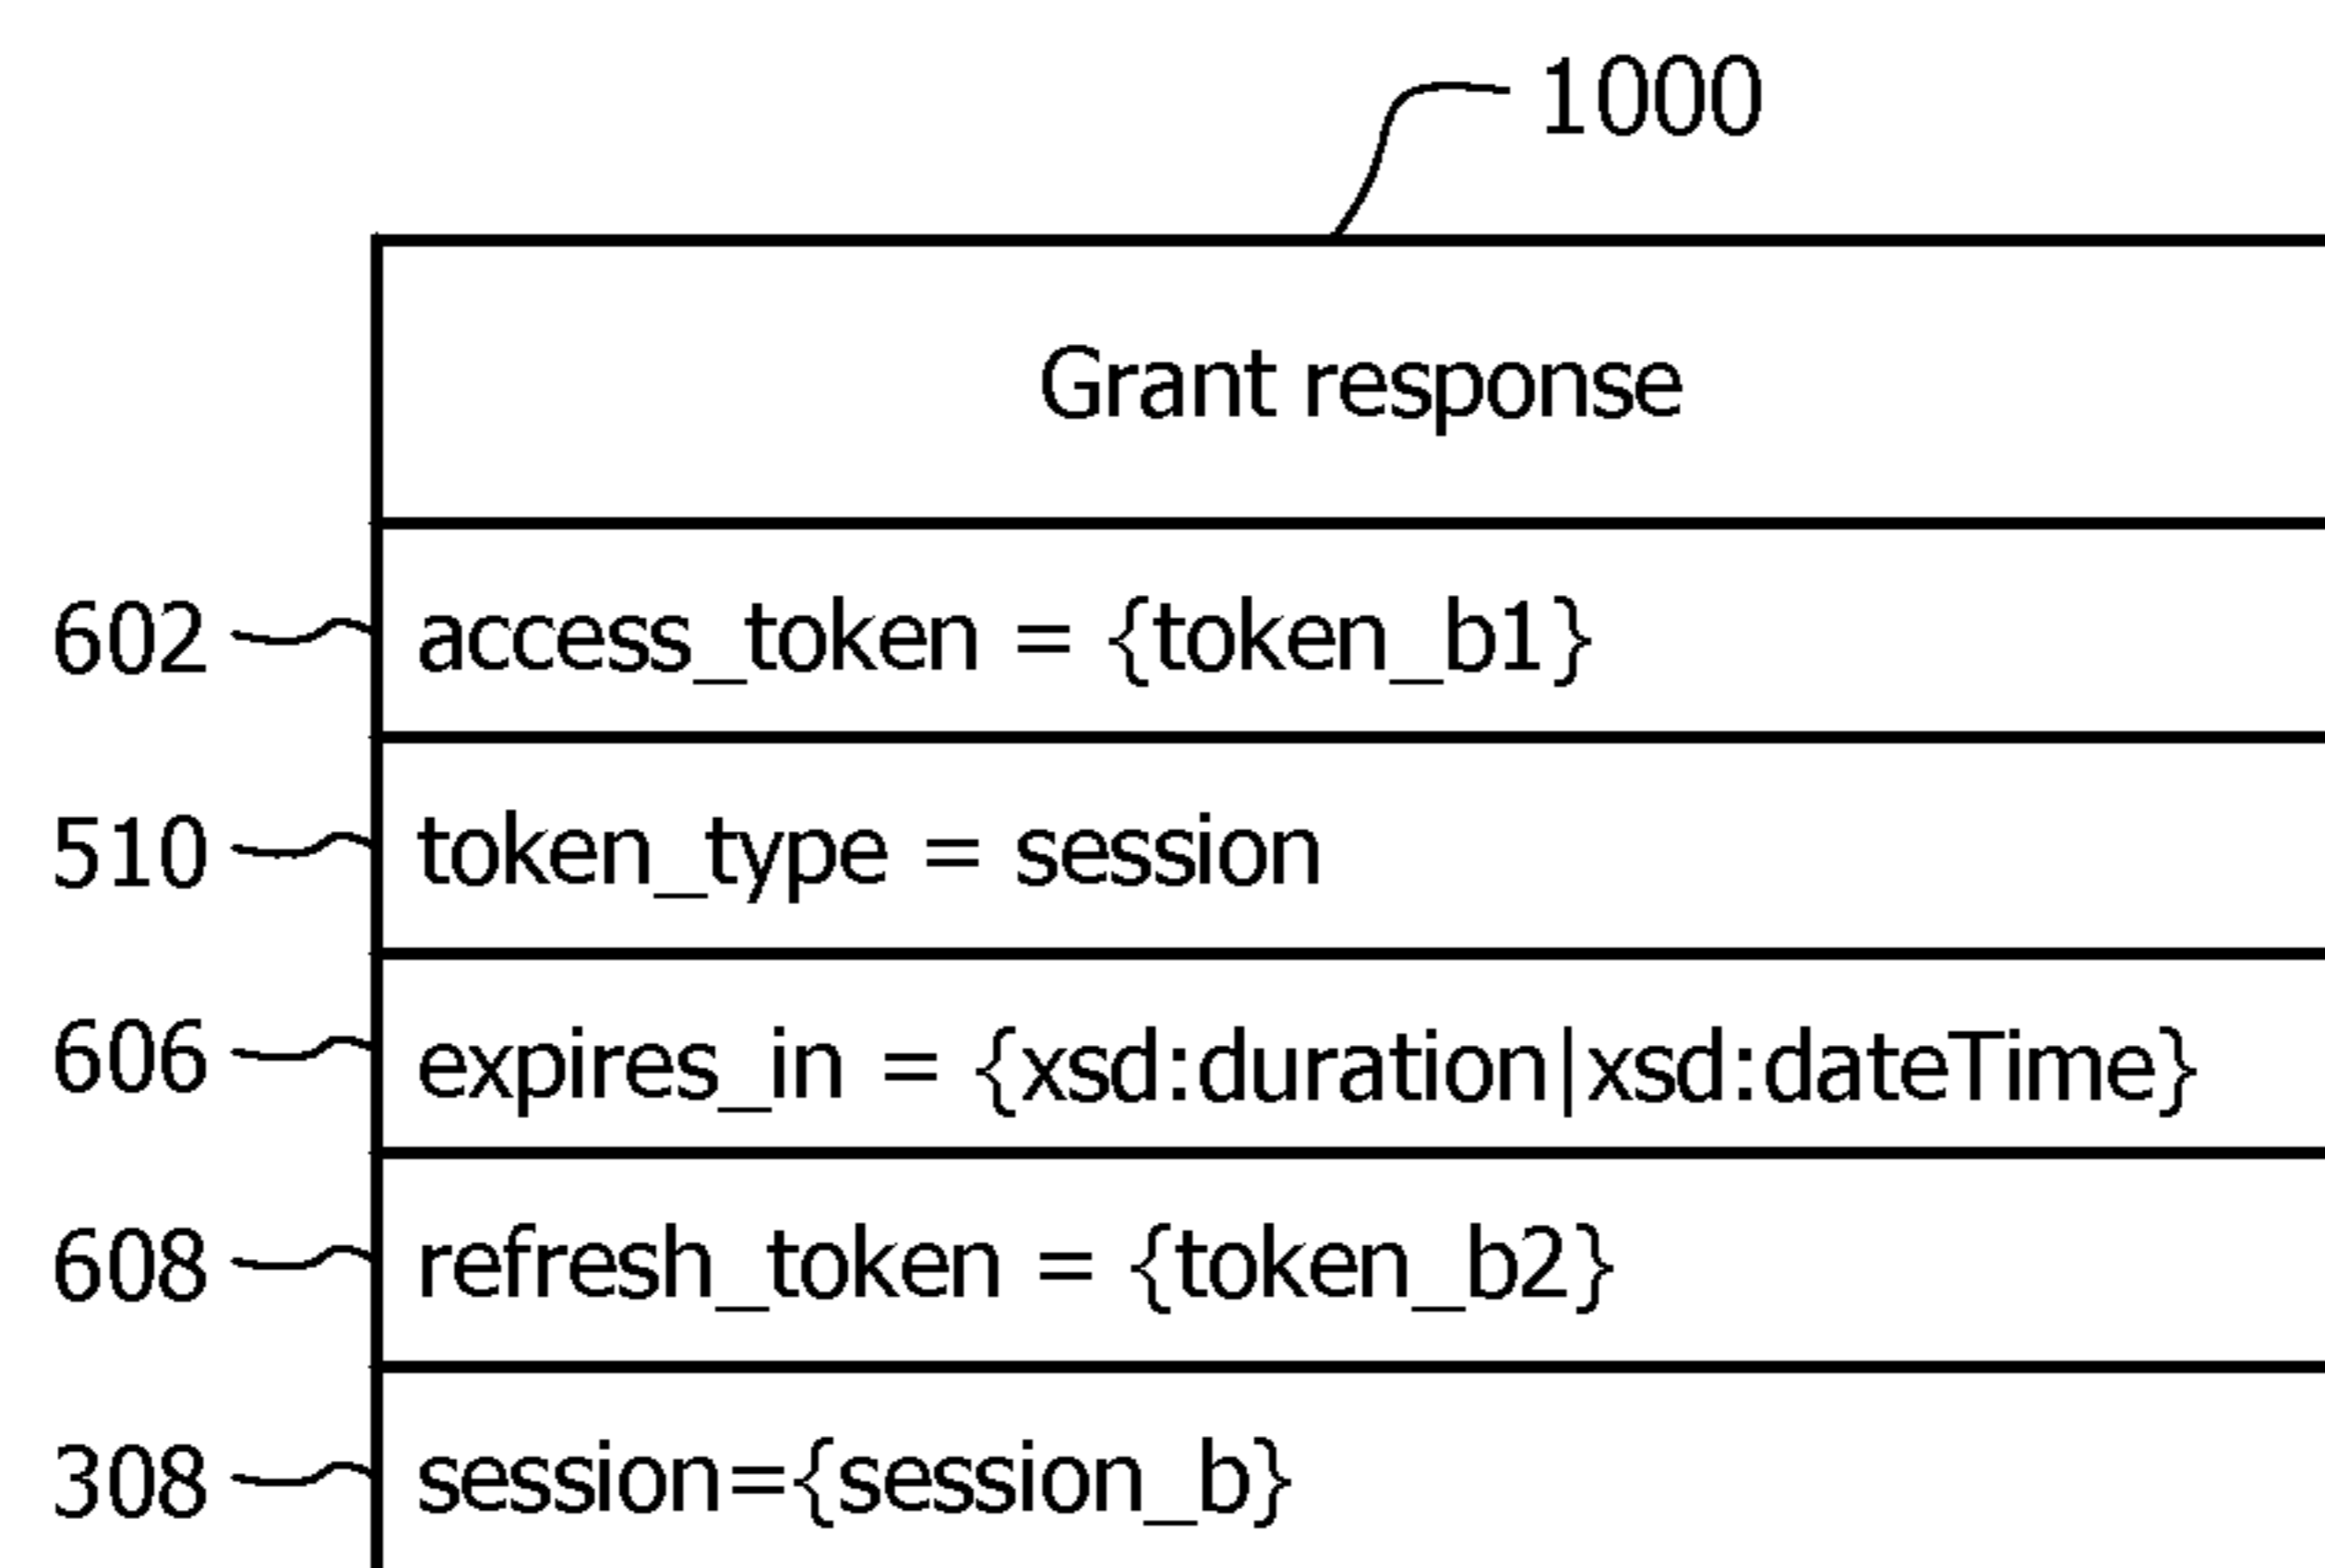 1000
Grant response
602 access_token = {token_b1}
510 token_type = session
606 expires_in = {xsd:duration|xsd:dateTime}
608 refresh_token = {token_b2}
308 session={session_b}